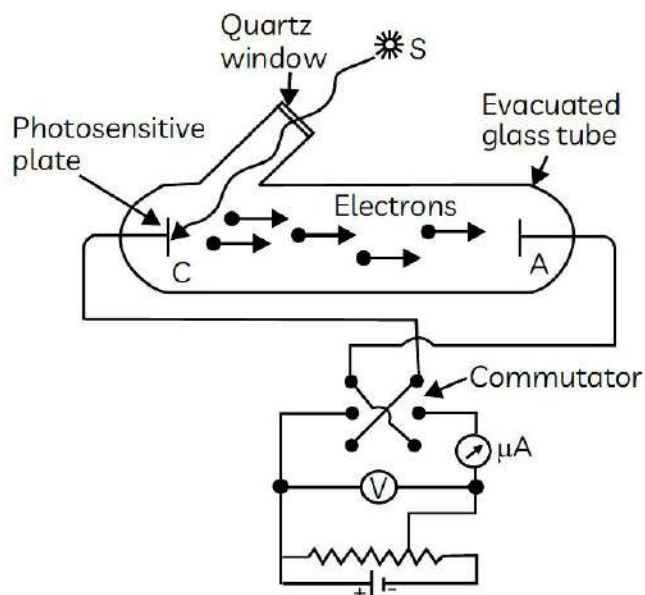 Quartz
window
S
Photosensitive
plate
Evacuated
glass tube
Electrons
C
A
Commutator
μA
V
+ -